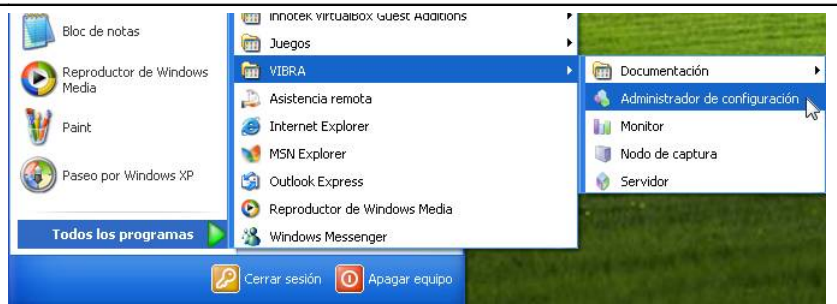 Bloc de notas
Reproductor de Windows
Media
Paint
Paseo por Windows XP
Todos los programas
innotek VirtualBox Guest Additions
Juegos
VIBRA
Asistencia remota
Internet Explorer
MSN Explorer
Outlook Express
Reproductor de Windows Media
Windows Messenger
Documentación
Administrador de configuración
Monitor
Nodo de captura
Servidor
Cerrar sesión
Apagar equipo